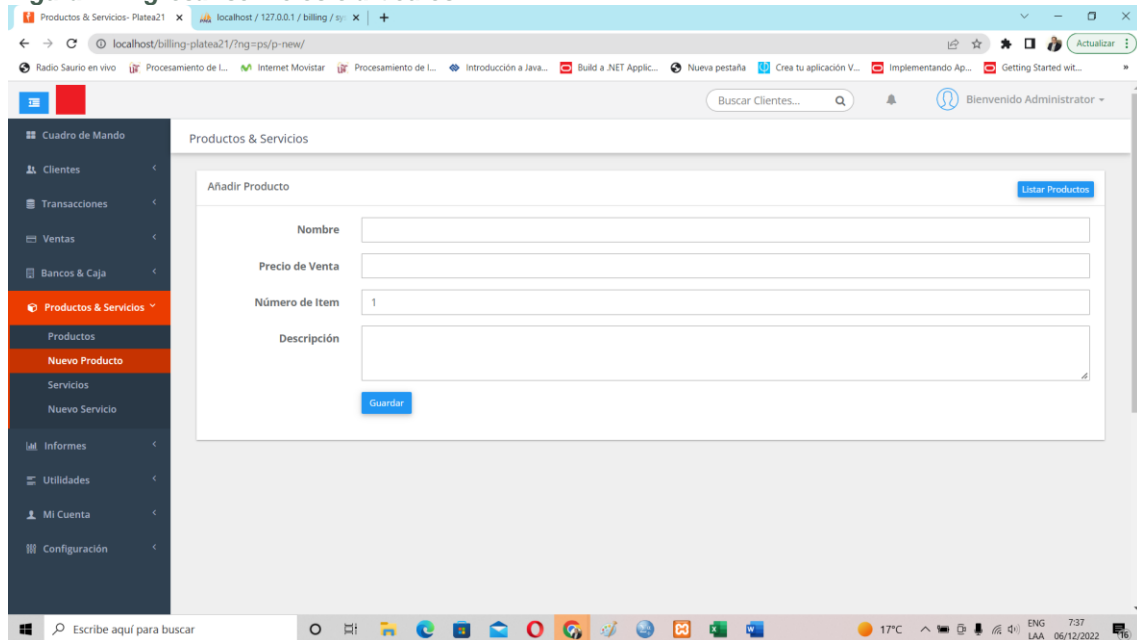 Productos & Servicios- Platea21
localhost / 127.0.0.1 / billing / sy
localhost/billing-platea21/?ng=ps/p-new/
Actualizar
Radio Saurio en vivo
Procesamiento de l...
Internet Movistar
Procesamiento de l...
Introducción a Java...
Build a .NET Applic...
Nueva pestaña
Crea tu aplicación V...
Implementando Ap...
Getting Started wit...
»
Buscar Clientes...
Bienvenido Administrator
Cuadro de Mando
Clientes
Transacciones
Ventas
Bancos & Caja
Productos & Servicios
Productos
Nuevo Producto
Servicios
Nuevo Servicio
Informes
Utilidades
Mi Cuenta
Configuración
Productos & Servicios
Añadir Producto
Listar Productos
Nombre
Precio de Venta
Número de Item
1
Descripción
Guardar
Escribe aquí para buscar
17°C
ENG
LAA
7:37
06/12/2022
16